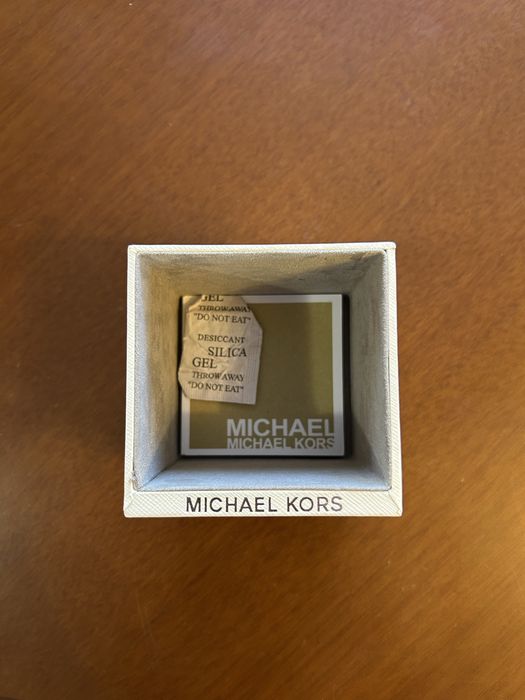 GEL
THROW AWAY
"DO NOT EAT"
DESICCANT
SILICA
GEL
THROW AWAY
"DO NOT EAT"
MICHAEL
MICHAEL KORS
MICHAEL KORS